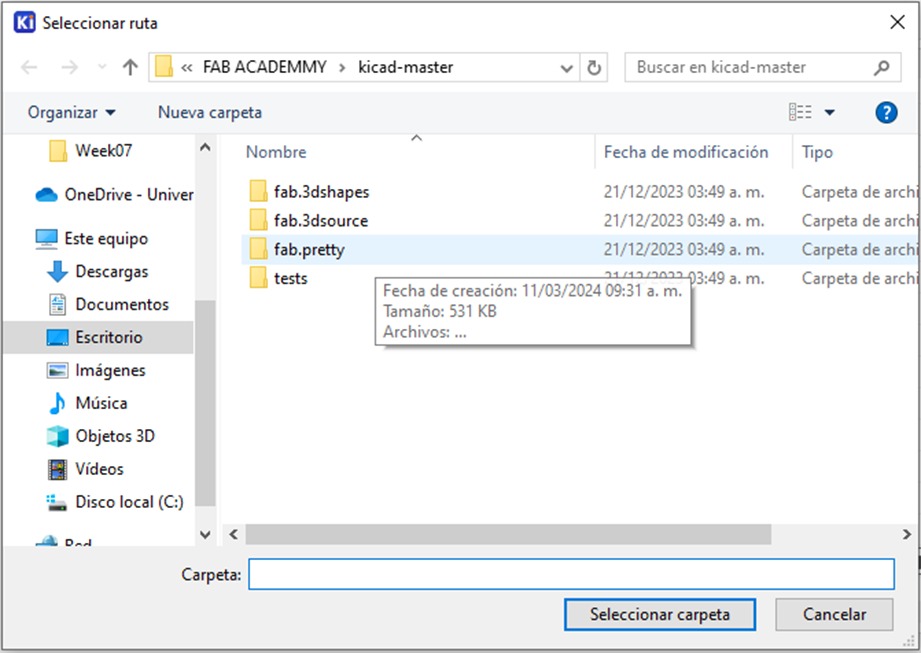 Ki Seleccionar ruta
« FAB ACADEMMY › kicad-master
Buscar en kicad-master
Organizar
Nueva carpeta
?
Week07
OneDrive - Univer
Este equipo
Descargas
Documentos
Escritorio
Imágenes
Música
Objetos 3D
Vídeos
Disco local (C:)
Red
Nombre Fecha de modificación Tipo
fab.3dshapes 21/12/2023 03:49 a. m. Carpeta de archi
fab.3dsource 21/12/2023 03:49 a. m. Carpeta de archi
fab.pretty 21/12/2023 03:49 a. m. Carpeta de archi
tests 21/12/2023 03:49 a. m. Carpeta de archi
Fecha de creación: 11/03/2024 09:31 a. m.
Tamaño: 531 KB
Archivos: ...
Carpeta:
Seleccionar carpeta
Cancelar